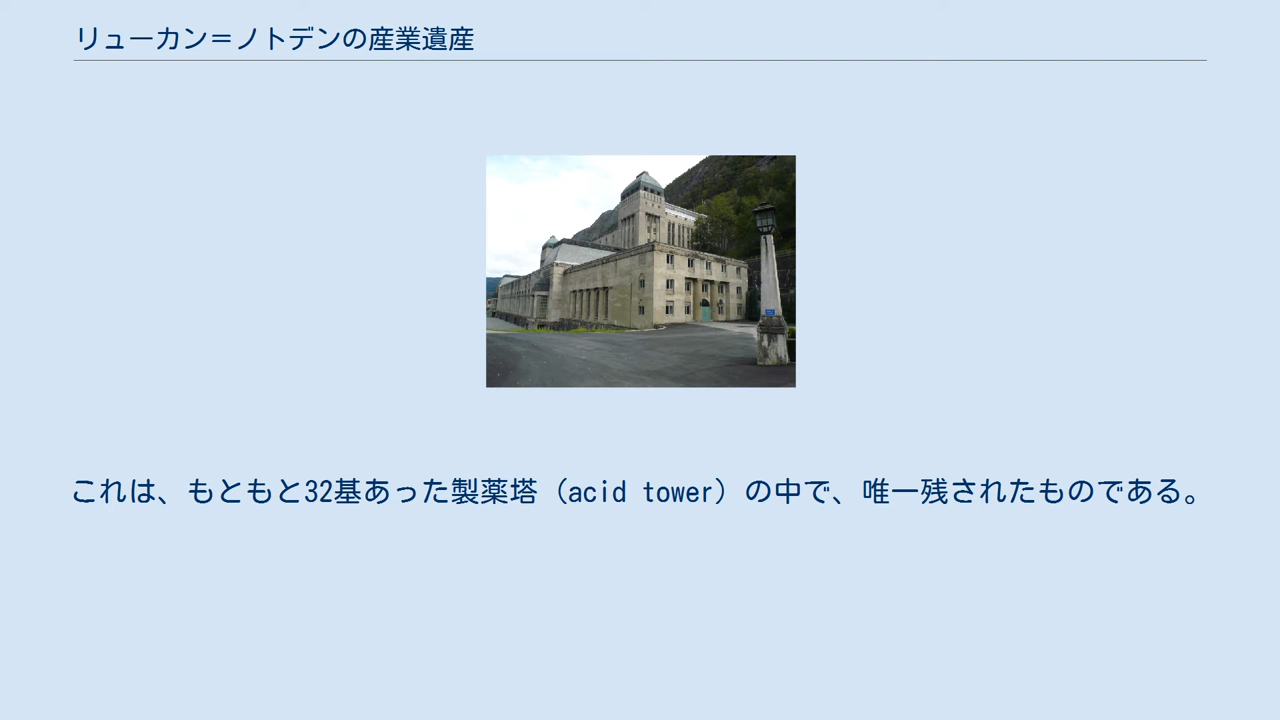 リューカン＝ノトデンの産業遺産
これは、もともと32基あった製薬塔（acid tower）の中で、唯一残されたものである。